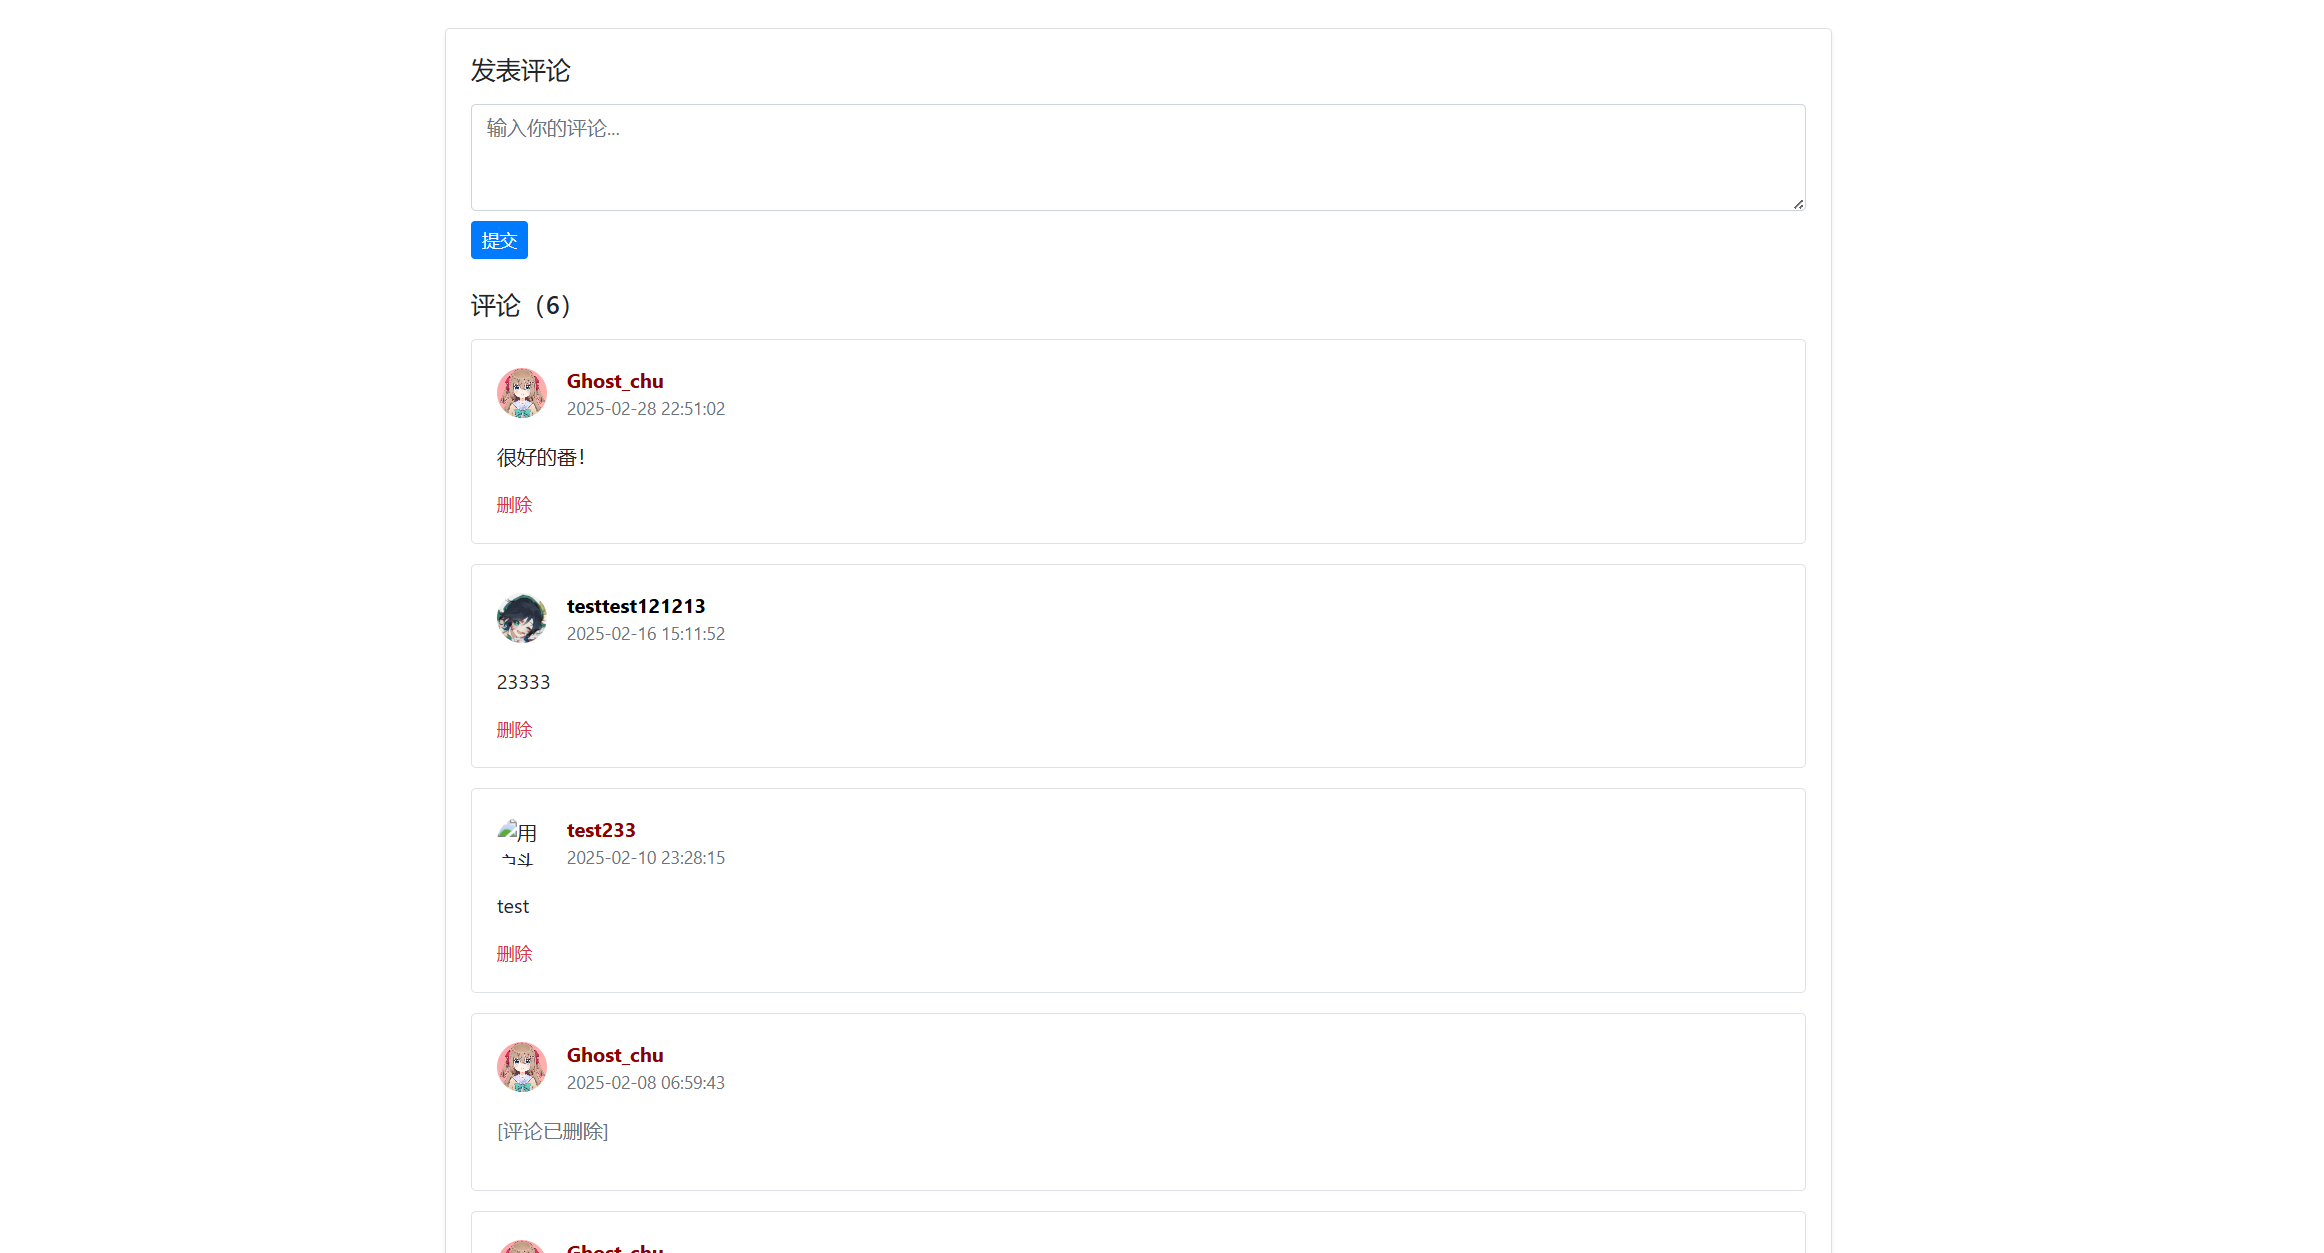 发表评论
输入你的评论...
提交
评论（6）
Ghost_chu
2025-02-28 22:51:02
很好的番！
删除
testtest121213
2025-02-16 15:11:52
23333
删除
用
test233
2025-02-10 23:28:15
test
删除
Ghost_chu
2025-02-08 06:59:43
[评论已删除]
Ghost_chu